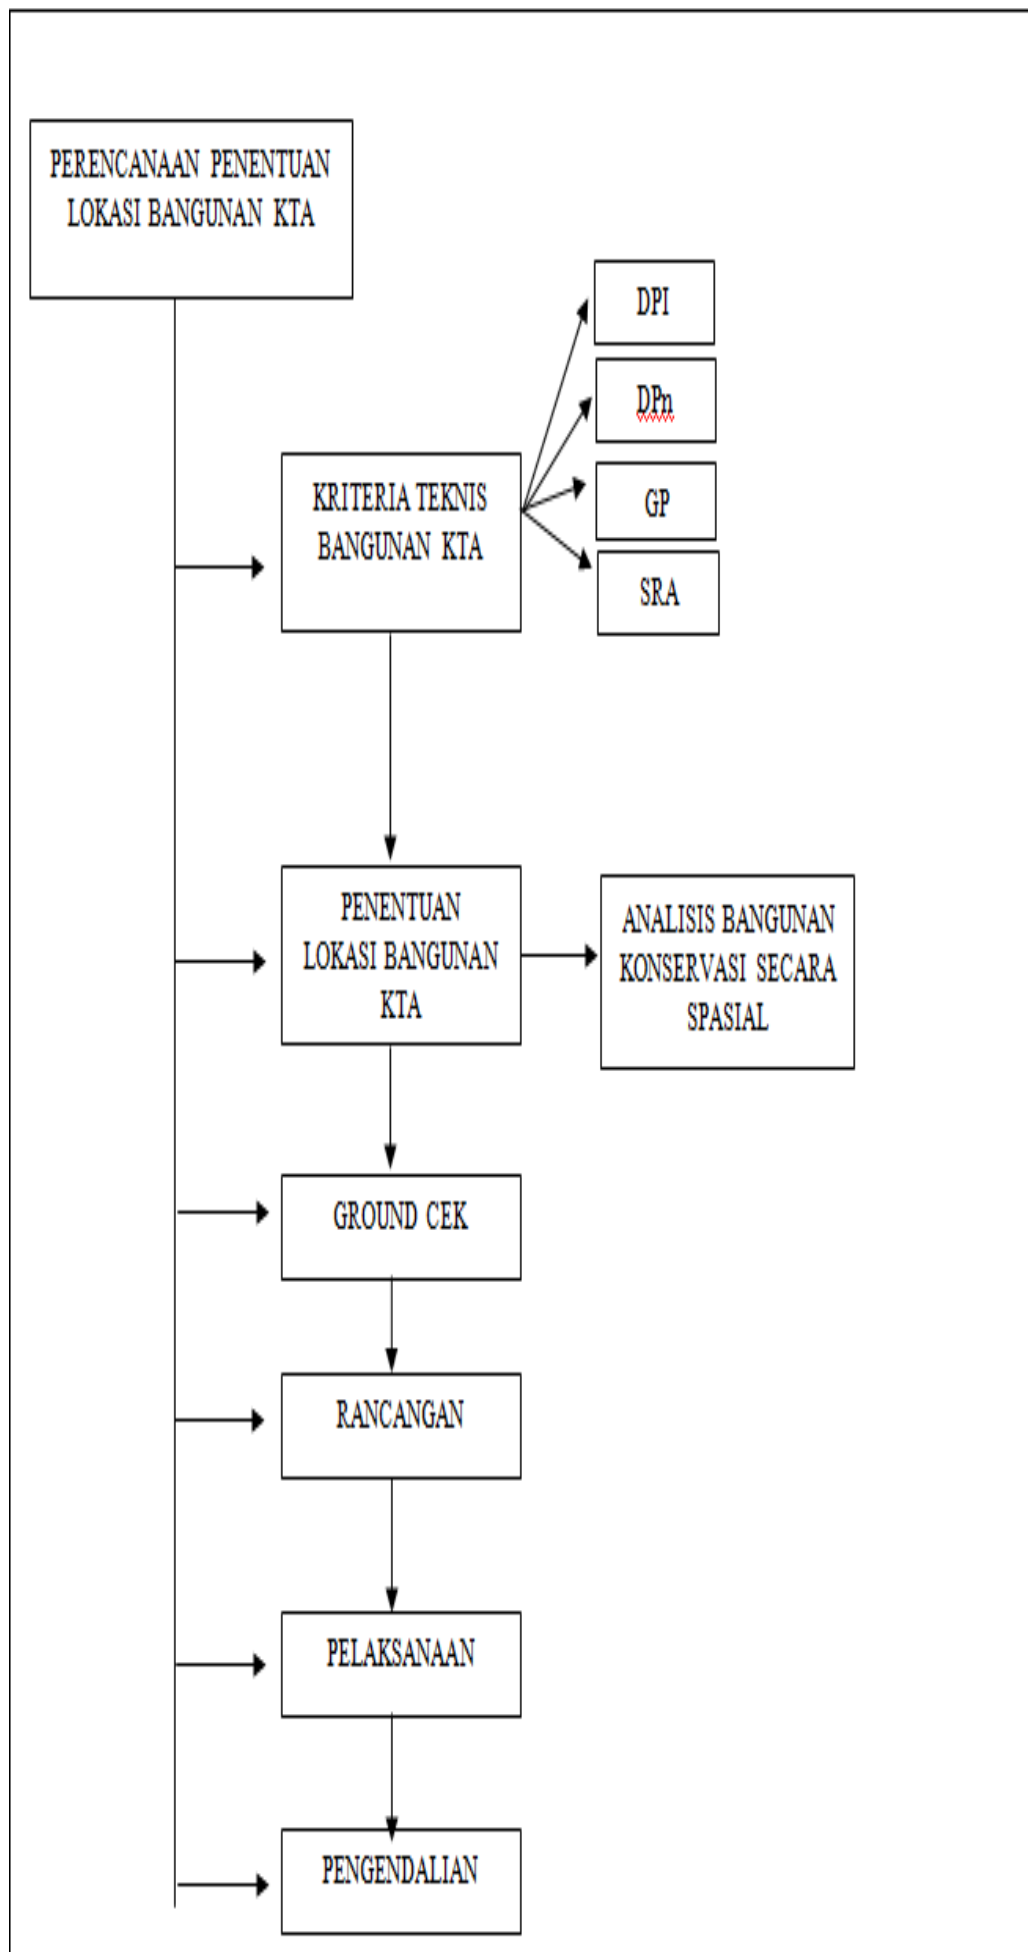 PERENCANAAN PENENTUAN
LOKASI BANGUNAN KTA
DPI
DPn
KRITERIA TEKNIS
BANGUNAN KTA
GP
SRA
PENENTUAN
LOKASI BANGUNAN
KTA
ANALISIS BANGUNAN
KONSERVASI SECARA
SPASIAL
GROUND CEK
RANCANGAN
PELAKSANAAN
PENGENDALIAN